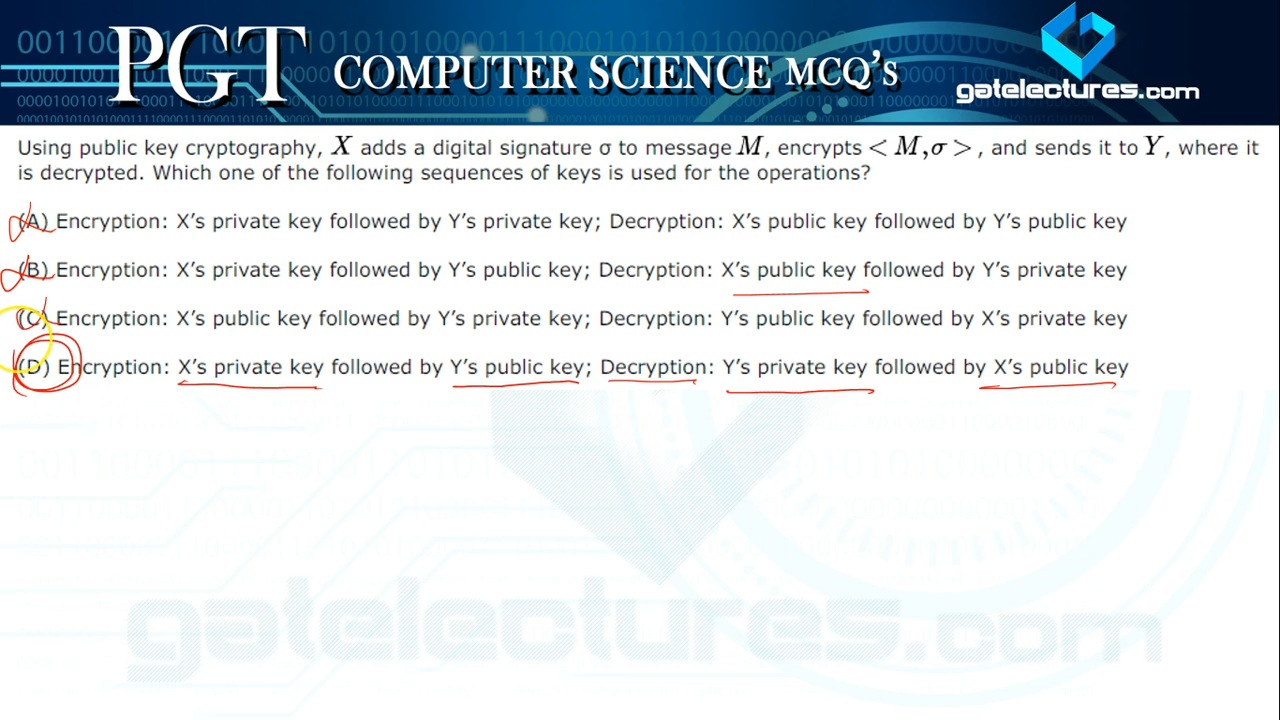 PGT COMPUTER SCIENCE MCQ's
gatelectures.com
Using public key cryptography, X adds a digital signature σ to message M, encrypts < M,σ >, and sends it to Y, where it
is decrypted. Which one of the following sequences of keys is used for the operations?
(A) Encryption: X's private key followed by Y's private key; Decryption: X's public key followed by Y's public key
(B) Encryption: X's private key followed by Y's public key; Decryption: X's public key followed by Y's private key
(C) Encryption: X's public key followed by Y's private key; Decryption: Y's public key followed by X's private key
(D) Encryption: X's private key followed by Y's public key; Decryption: Y's private key followed by X's public key
gatelectures.com